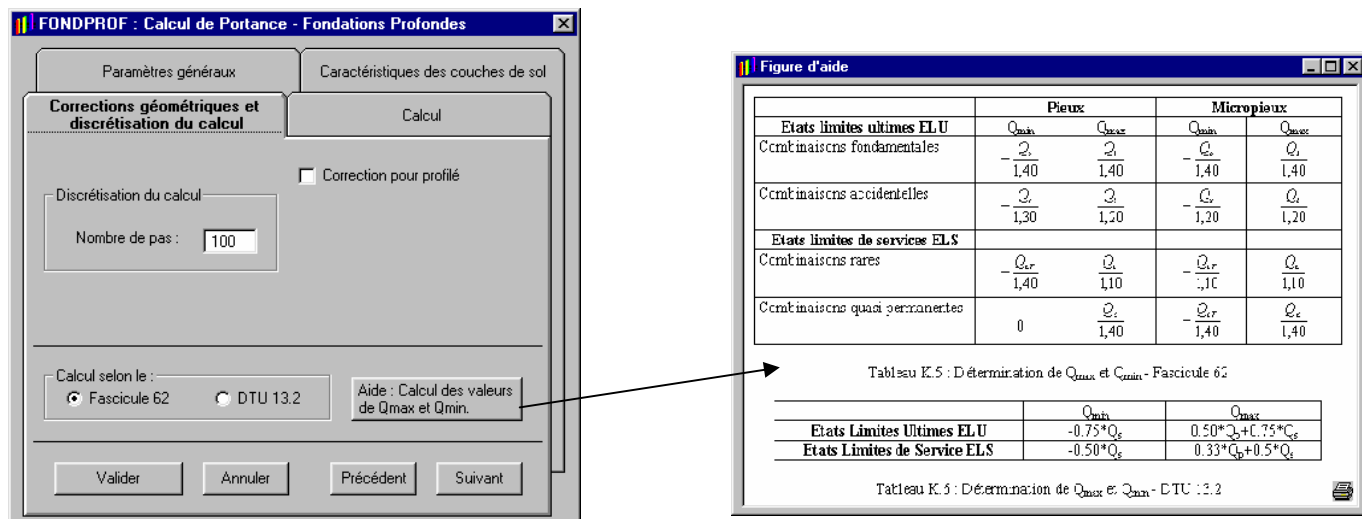 FONDPROF : Calcul de Portance - Fondations Profondes
Paramètres généraux
Caractéristiques des couches de sol
Corrections géométriques et
discrétisation du calcul
Calcul
Correction pour profilé
Discrétisation du calcul
Nombre de pas : 100
Calcul selon le :
Fascicule 62
DTU 13.2
Aide : Calcul des valeurs
de Qmax et Qmin.
Valider
Annuler
Précédent
Suivant
Figure d'aide
Pieux Micropieux
Etats limites ultimes ELU Qmin Qmax Qmin Qmax
Combinaisons fondamentales
1,40 1,40 1,40 1,40
Combinaisons accidentelles
1,30 1,20 1,20 1,20
Etats limites de services ELS
Combinaisons rares
1,40 1,10 1,10 1,10
Combinaisons quasi permanentes
0 1,40 1,40 1,40
Tableau K.5 : Détermination de Qmax et Qmin - Fascicule 62
Qmin Qmax
Etats Limites Ultimes ELU -0.75*Qs 0.50*Qp+0.75*Qs
Etats Limites de Service ELS -0.50*Qs 0.33*Qp+0.5*Qs
Détermination de Qmax et Qmin - DTU 13.2